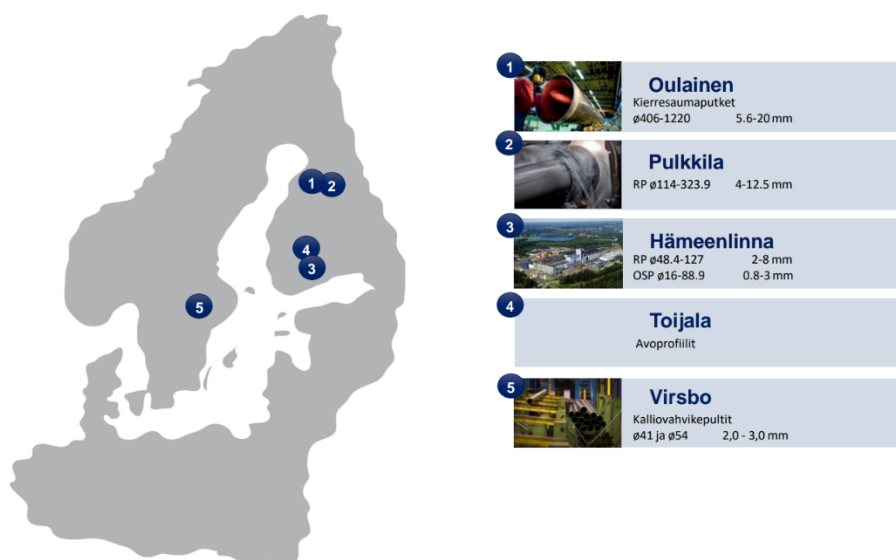 1
2
4
3
5
1
Oulainen
Kierresaumaputket
ø406-1220 5.6-20 mm
2
Pulkkila
RP ø114-323.9 4-12.5 mm
3
Hämeenlinna
RP ø48.4-127 2-8 mm
OSP ø16-88.9 0.8-3 mm
4
Toijala
Avoprofiilit
5
Virsbo
Kalliovahvikepultit
ø41 ja ø54 2,0 - 3,0 mm